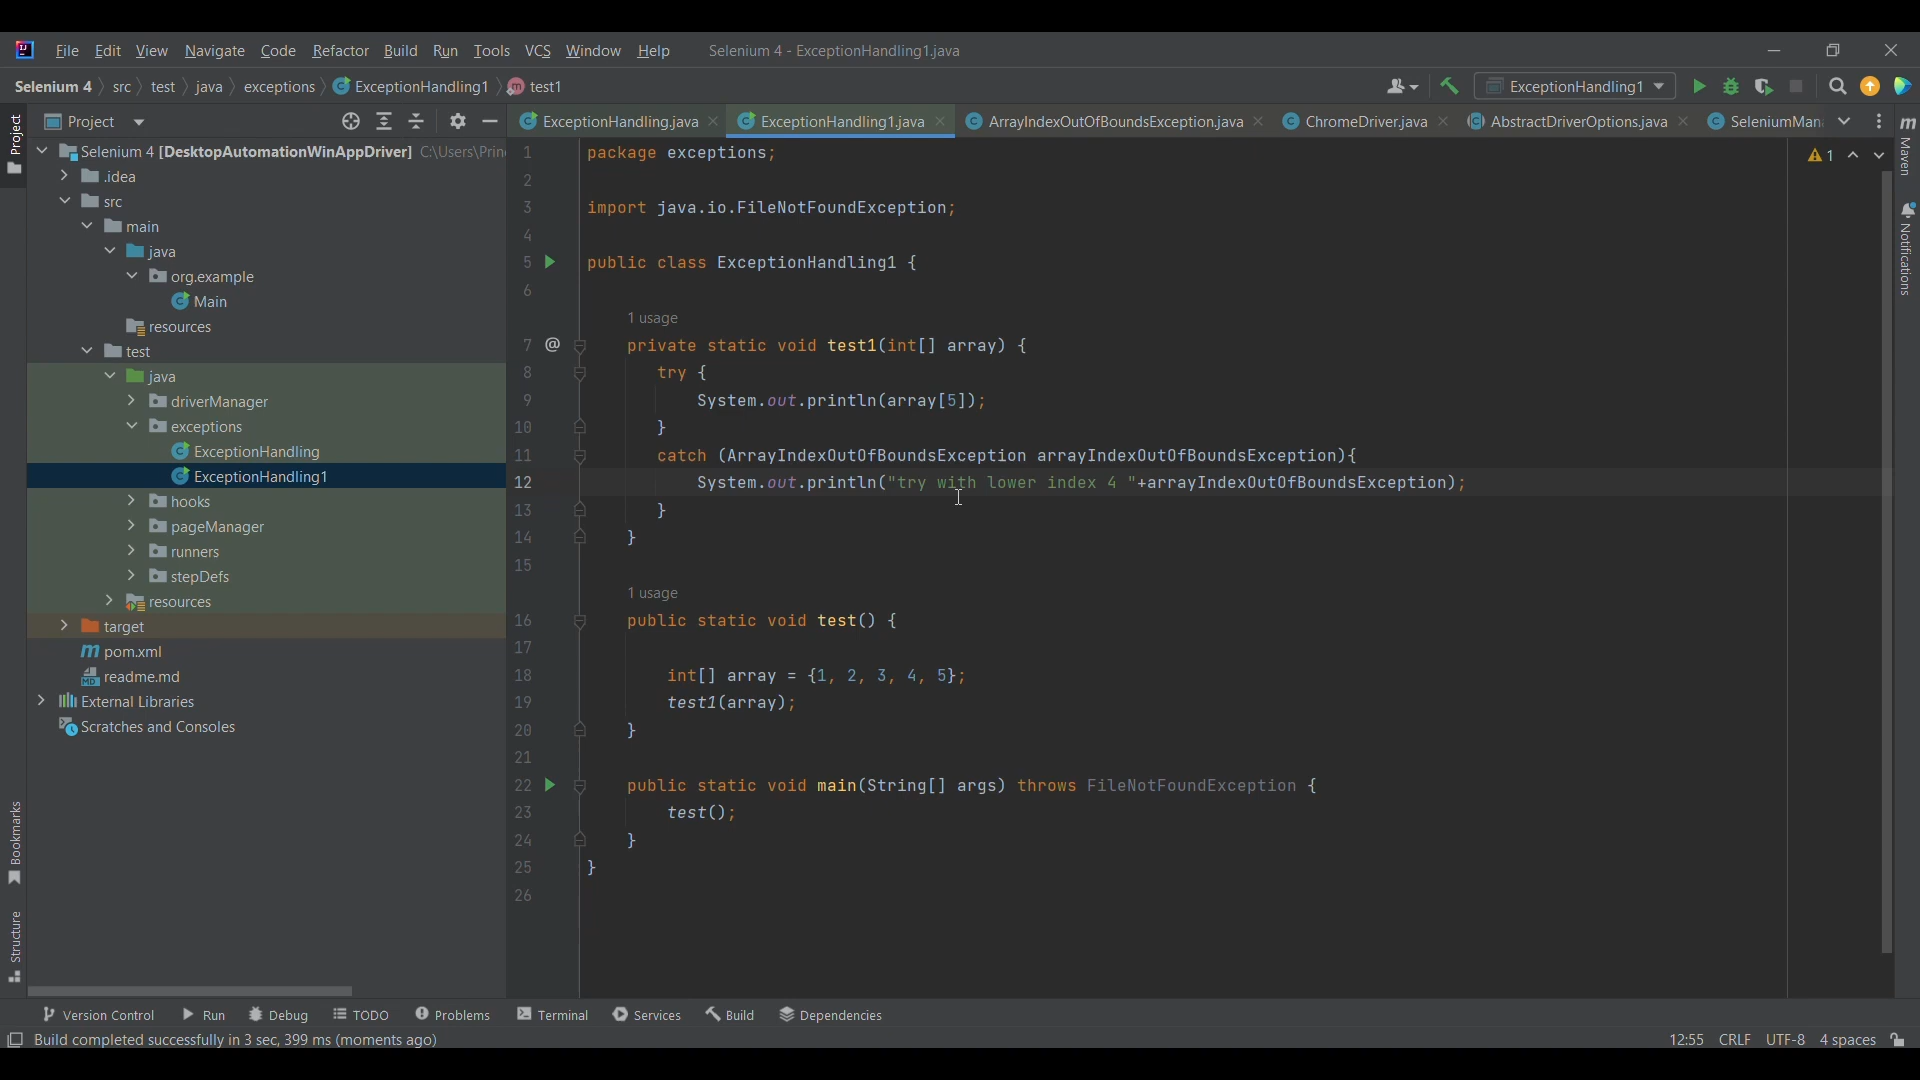 File Edit View Navigate Code Refactor Build Run Tools VCS Window Help Selenium 4 - ExceptionHandling1.java
Selenium 4 src test java exceptions ExceptionHandling1 test1 ExceptionHandling1
Project
ExceptionHandling.java ExceptionHandling1.java ArrayIndexOutOfBoundsException.java ChromeDriver.java AbstractDriverOptions.java SeleniumMan
Project
Bookmarks
Structure
Selenium 4 [DesktopAutomationWinAppDriver] C:\Users\Prin
.idea
src
main
java
org.example
Main
resources
test
java
driverManager
exceptions
ExceptionHandling
ExceptionHandling1
hooks
pageManager
runners
stepDefs
resources
target
pom.xml
readme.md
External Libraries
Scratches and Consoles
1 package exceptions;
2
3 import java.io.FileNotFoundException;
4
5 public class ExceptionHandling1 {
6
1 usage
7 @ private static void test1(int[] array) {
8 try {
9 System.out.println(array[5]);
10 }
11 catch (ArrayIndexOutOfBoundsException arrayIndexOutOfBoundsException){
12 System.out.println("try with lower index 4 "+arrayIndexOutOfBoundsException);
13 }
14 }
15
1 usage
16 public static void test() {
17
18 int[] array = {1, 2, 3, 4, 5};
19 test1(array);
20 }
21
22 public static void main(String[] args) throws FileNotFoundException {
23 test();
24 }
25 }
26
1
Maven
Notifications
Version Control Run Debug TODO Problems Terminal Services Build Dependencies
Build completed successfully in 3 sec, 399 ms (moments ago) 12:55 CRLF UTF-8 4 spaces